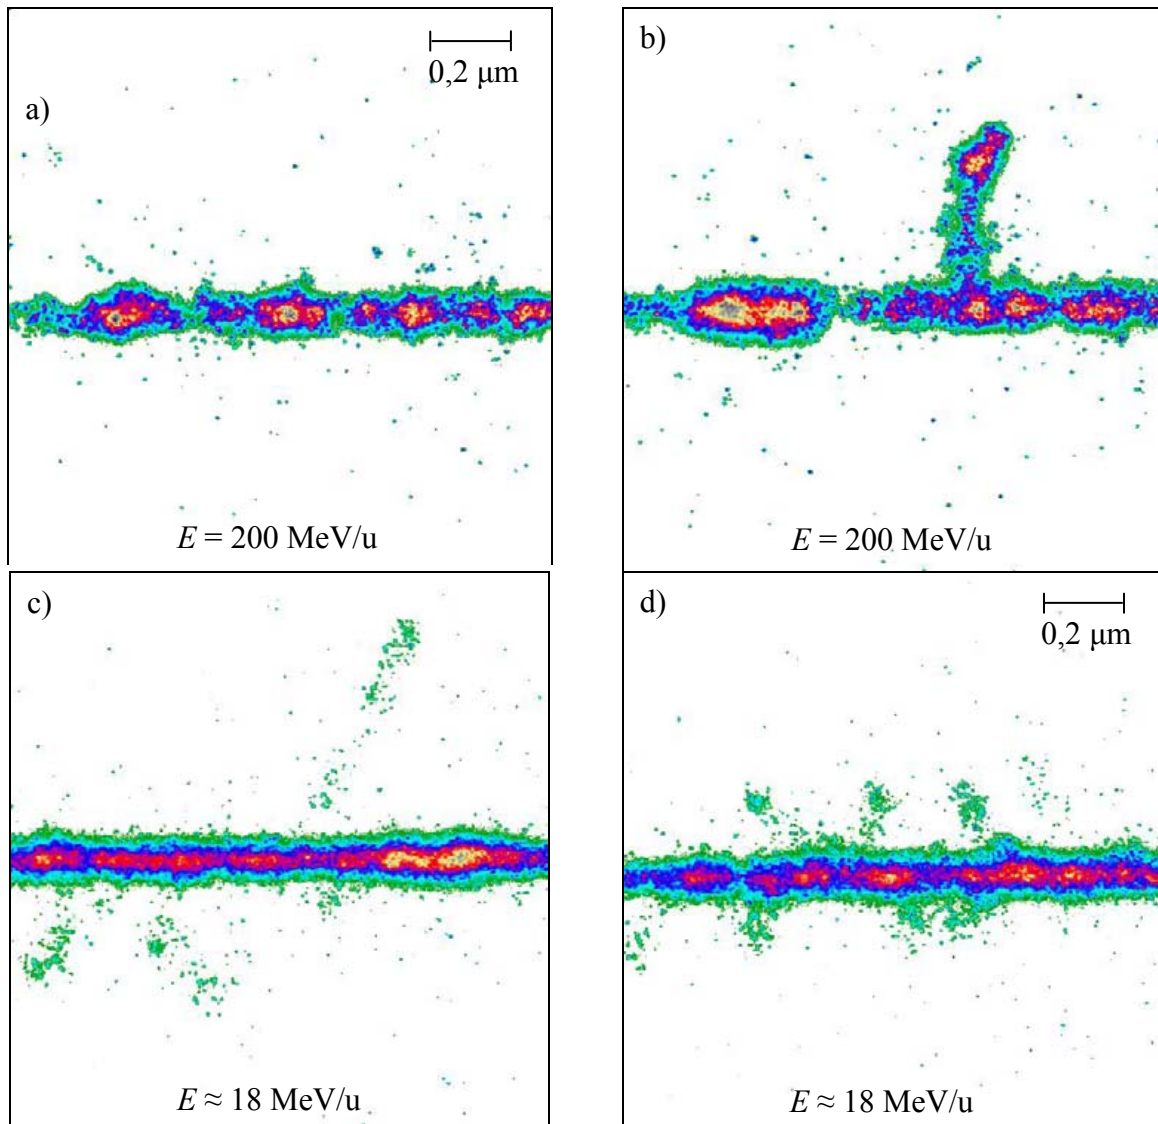 a)
0,2 μm
E = 200 MeV/u
b)
E = 200 MeV/u
c)
E ≈ 18 MeV/u
d)
0,2 μm
E ≈ 18 MeV/u